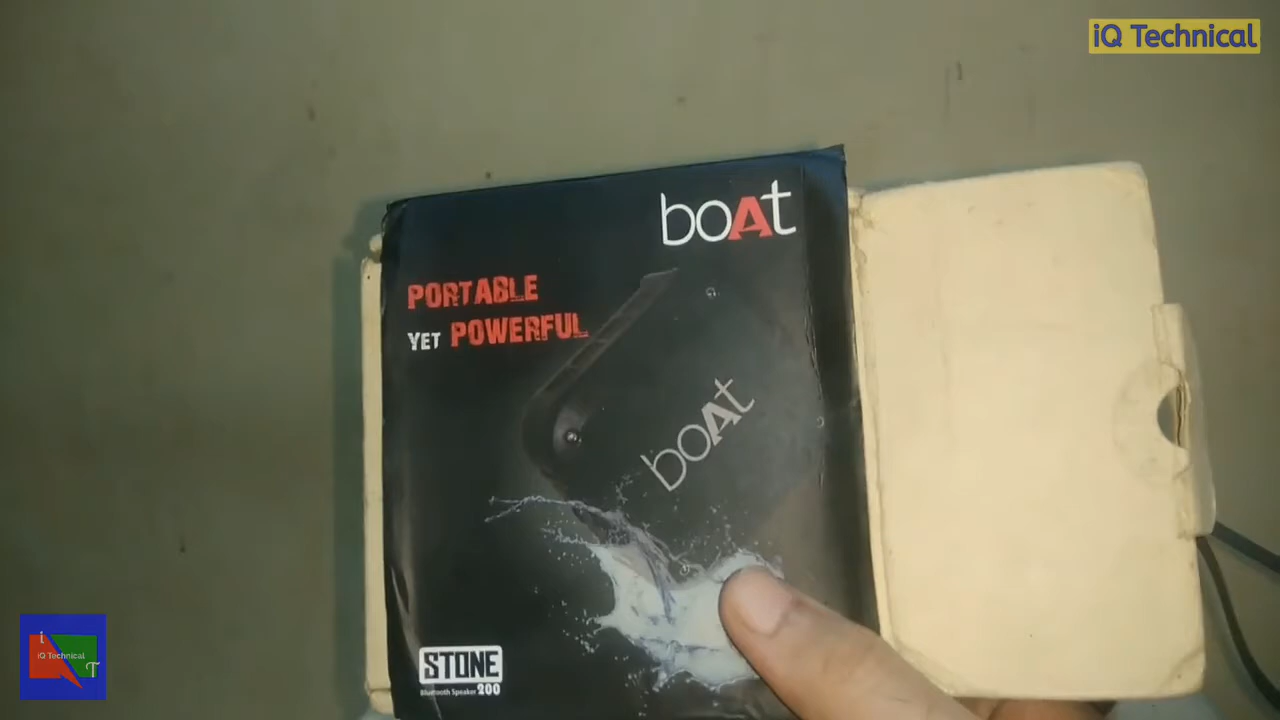 iQ Technical
boAt
PORTABLE
YET POWERFUL
boAt
STONE
Bluetooth Speaker 200
i
iQ Technical
T